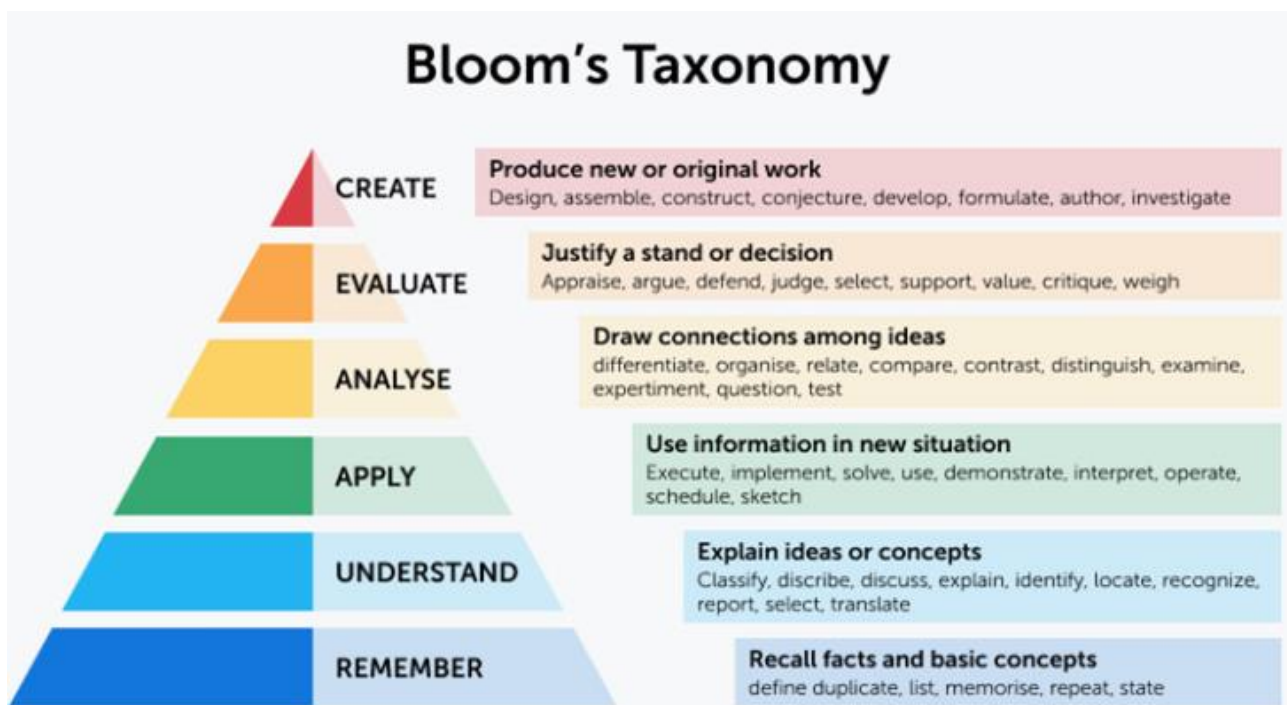 Bloom's Taxonomy
CREATE
Produce new or original work
Design, assemble, construct, conjecture, develop, formulate, author, investigate
EVALUATE
Justify a stand or decision
Appraise, argue, defend, judge, select, support, value, critique, weigh
ANALYSE
Draw connections among ideas
differentiate, organise, relate, compare, contrast, distinguish, examine,
expertiment, question, test
APPLY
Use information in new situation
Execute, implement, solve, use, demonstrate, interpret, operate,
schedule, sketch
UNDERSTAND
Explain ideas or concepts
Classify, discribe, discuss, explain, identify, locate, recognize,
report, select, translate
REMEMBER
Recall facts and basic concepts
define duplicate, list, memorise, repeat, state